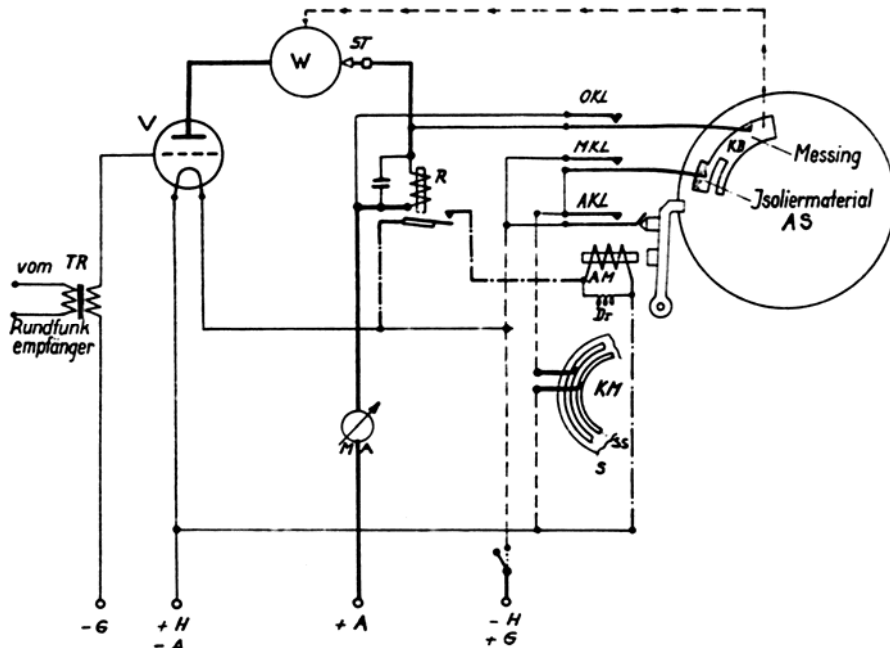 ST
W
OKL
V
KB
Messing
MKL
R
Isoliermaterial
AS
AKL
vom TR
AM
Rundfunk
empfänger
Dr
KM
MA
SS
S
-G
+H
-A
+A
-H
+G